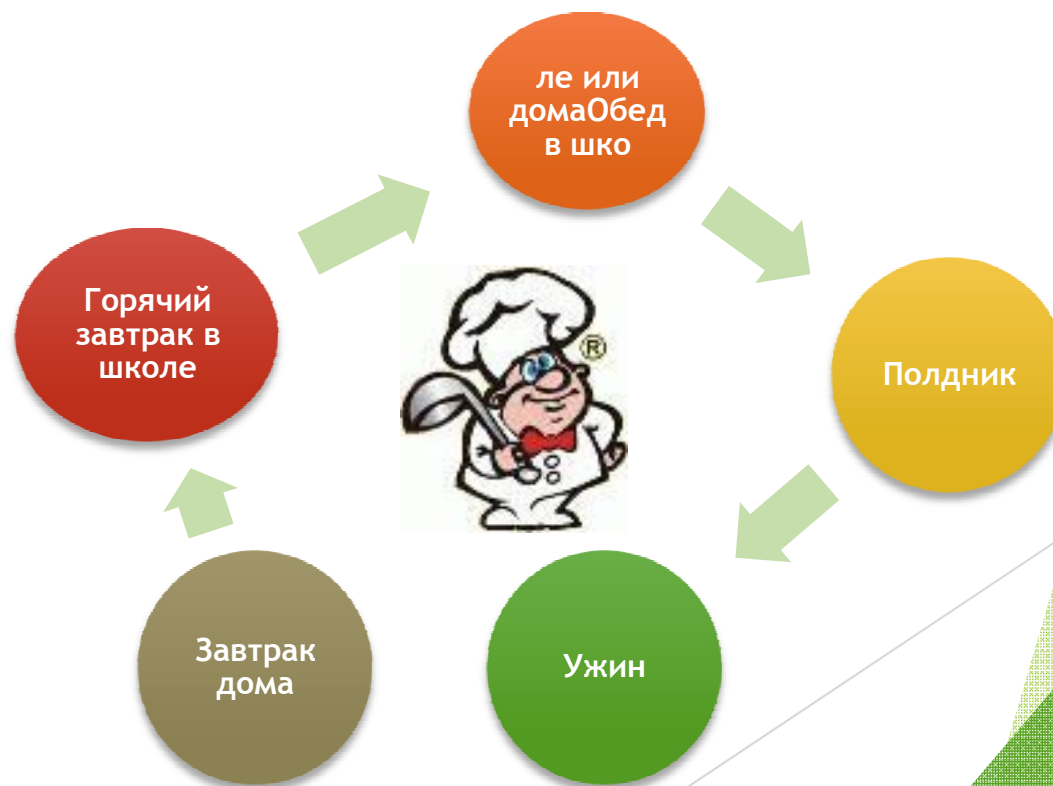 ле или
домаОбед
в шко
Горячий
завтрак в
школе
®
Полдник
Завтрак
дома
Ужин